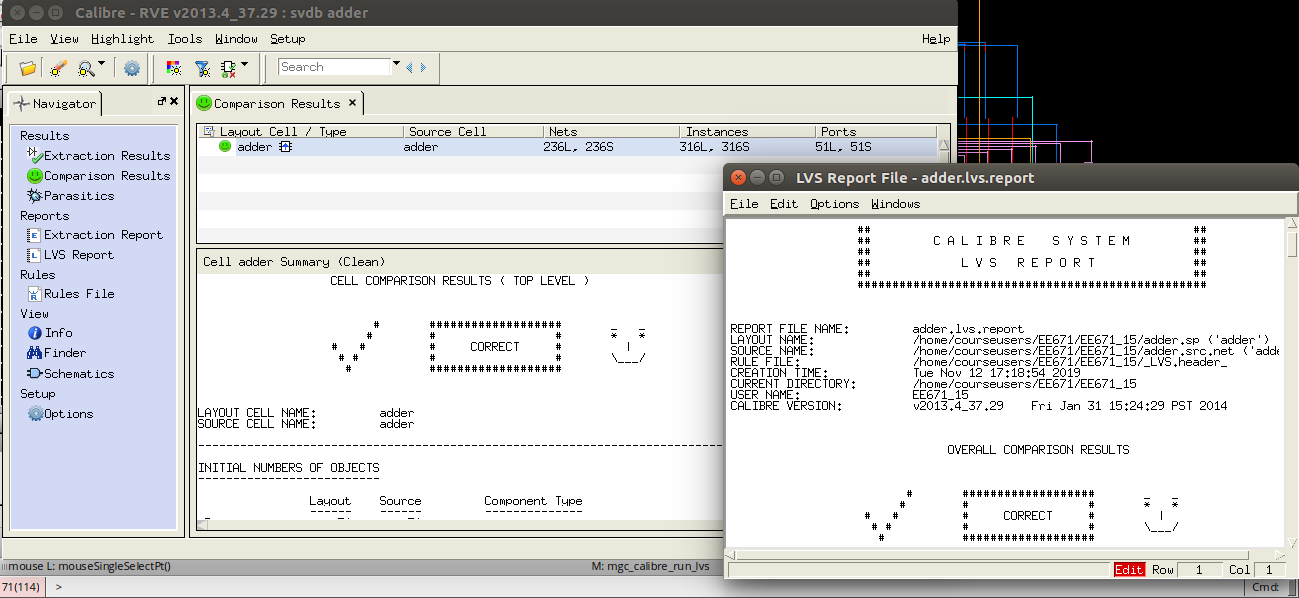 Calibre - RVE v2013.4_37.29 : svdb adder
File View Highlight Tools Window Setup Help
Search
Navigator
Comparison Results
Results
Extraction Results
Comparison Results
Parasitics
Reports
Extraction Report
LVS Report
Rules
Rules File
View
Info
Finder
Schematics
Setup
Options
Layout Cell / Type Source Cell Nets Instances Ports
adder adder 236L, 236S 316L, 316S 51L, 51S
Cell adder Summary (Clean)
CELL COMPARISON RESULTS ( TOP LEVEL )
CORRECT
LAYOUT CELL NAME: adder
SOURCE CELL NAME: adder
INITIAL NUMBERS OF OBJECTS
Layout Source Component Type
LVS Report File - adder.lvs.report
File Edit Options Windows
C A L I B R E S Y S T E M
L V S R E P O R T
REPORT FILE NAME: adder.lvs.report
LAYOUT NAME: /home/courseusers/EE671/EE671_15/adder.sp ('adder')
SOURCE NAME: /home/courseusers/EE671/EE671_15/adder.src.net ('adde
RULE FILE: /home/courseusers/EE671/EE671_15/_LVS.header_
CREATION TIME: Tue Nov 12 17:18:54 2019
CURRENT DIRECTORY: /home/courseusers/EE671/EE671_15
USER NAME: EE671_15
CALIBRE VERSION: v2013.4_37.29 Fri Jan 31 15:24:29 PST 2014
OVERALL COMPARISON RESULTS
CORRECT
Edit Row 1 Col 1
mouse L: mouseSingleSelectPt() M: mgc_calibre_run_lvs
71(114) > Cmd: